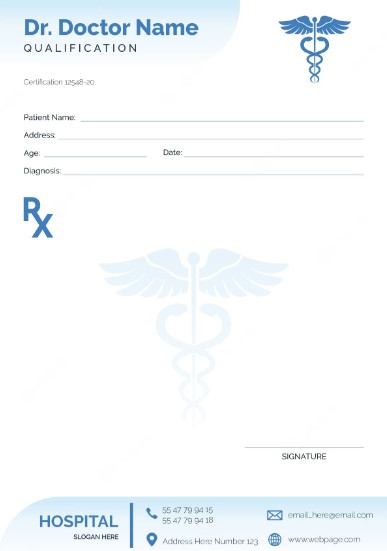 Dr. Doctor Name
QUALIFICATION
Certification 12548-20
Patient Name:
Address:
Age: Date:
Diagnosis:
Rx
SIGNATURE
HOSPITAL
SLOGAN HERE
55 47 79 94 15
55 47 79 94 18
Address Here Number 123
email_here@email.com
www.webpage.com